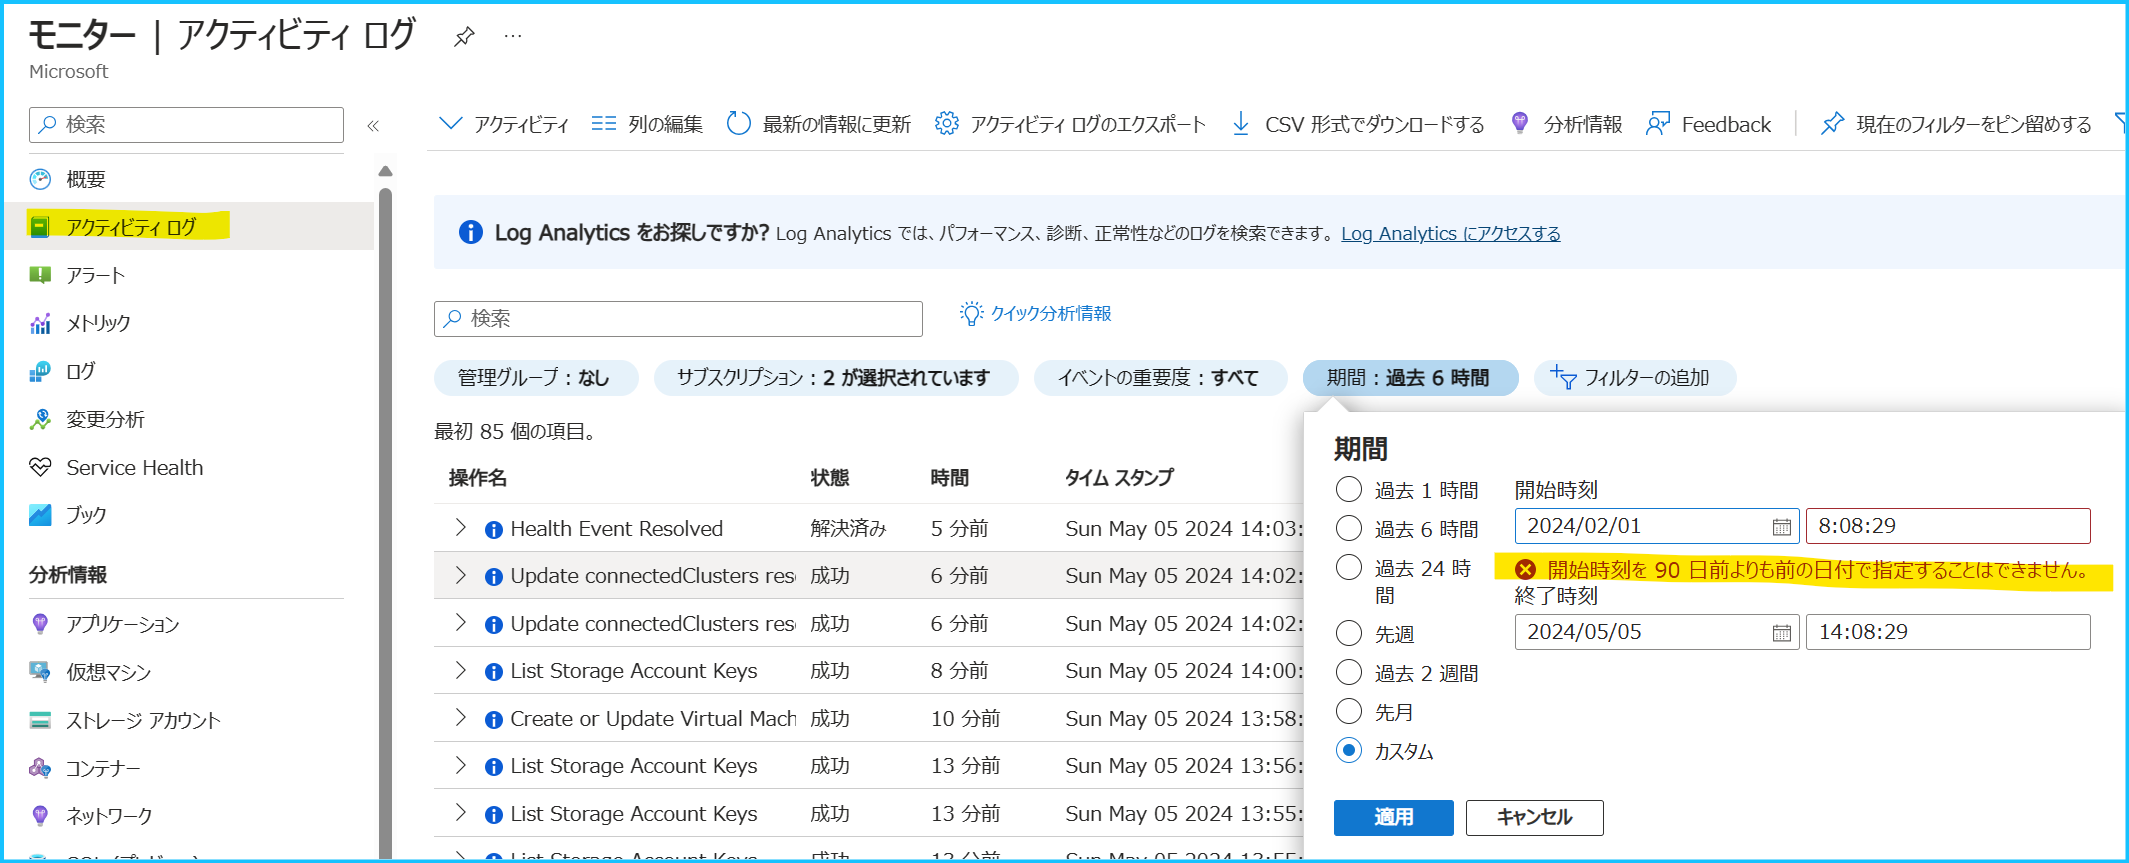 モニター | アクティビティ ログ
…
Microsoft
検索
«
概要
アクティビティ ログ
アラート
メトリック
ログ
変更分析
Service Health
ブック
分析情報
アプリケーション
仮想マシン
ストレージ アカウント
コンテナー
ネットワーク
アクティビティ 列の編集 最新の情報に更新 アクティビティ ログのエクスポート CSV 形式でダウンロードする 分析情報 Feedback 現在のフィルターをピン留めする
Log Analytics をお探しですか? Log Analytics では、パフォーマンス、診断、正常性などのログを検索できます。 Log Analytics にアクセスする
検索
クイック分析情報
管理グループ : なし サブスクリプション : 2 が選択されています イベントの重要度 : すべて 期間 : 過去 6 時間 フィルターの追加
最初 85 個の項目。
操作名 状態 時間 タイム スタンプ
Health Event Resolved 解決済み 5 分前 Sun May 05 2024 14:03:
Update connectedClusters res 成功 6 分前 Sun May 05 2024 14:02:
Update connectedClusters res 成功 6 分前 Sun May 05 2024 14:02:
List Storage Account Keys 成功 8 分前 Sun May 05 2024 14:00:
Create or Update Virtual Mach 成功 10 分前 Sun May 05 2024 13:58:
List Storage Account Keys 成功 13 分前 Sun May 05 2024 13:56:
List Storage Account Keys 成功 13 分前 Sun May 05 2024 13:55:
List Storage Account Keys 成功 13 分前 Sun May 05 2024 13:55:
期間
過去 1 時間
過去 6 時間
過去 24 時
間
先週
過去 2 週間
先月
カスタム
開始時刻
2024/02/01 8:08:29
開始時刻を 90 日前よりも前の日付で指定することはできません。
終了時刻
2024/05/05 14:08:29
適用 キャンセル